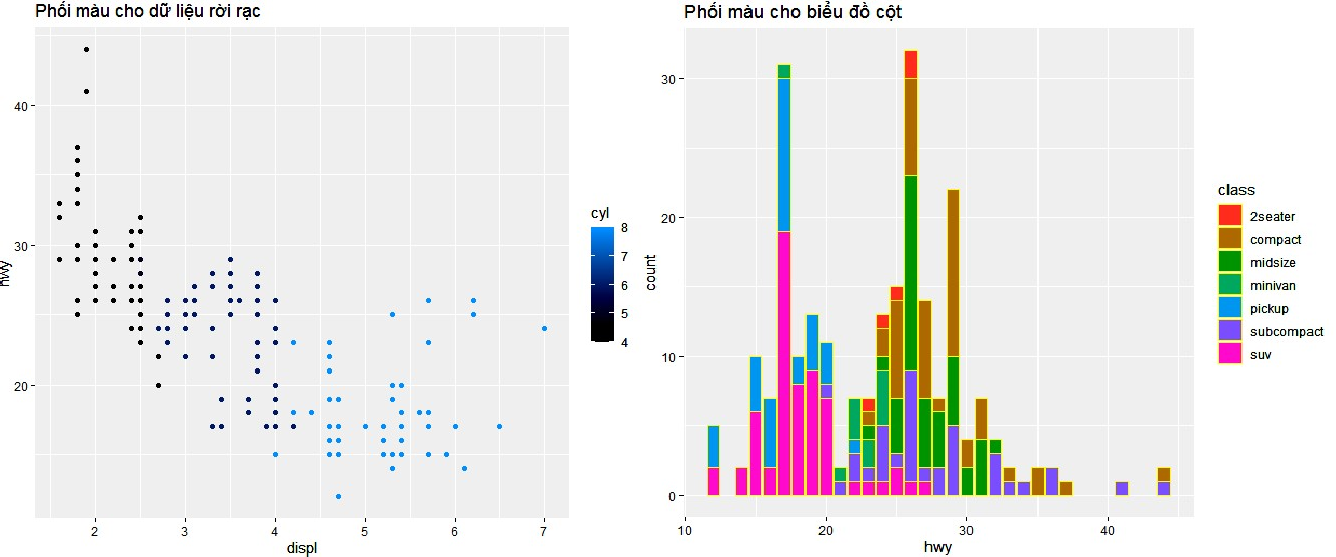 Phối màu cho dữ liệu rời rạc
hwy
40
30
20
2
3
4
5
6
7
displ
cyl
8
7
6
5
4
Phối màu cho biểu đồ cột
count
30
20
10
0
10
20
30
40
hwy
class
2seater
compact
midsize
minivan
pickup
subcompact
suv